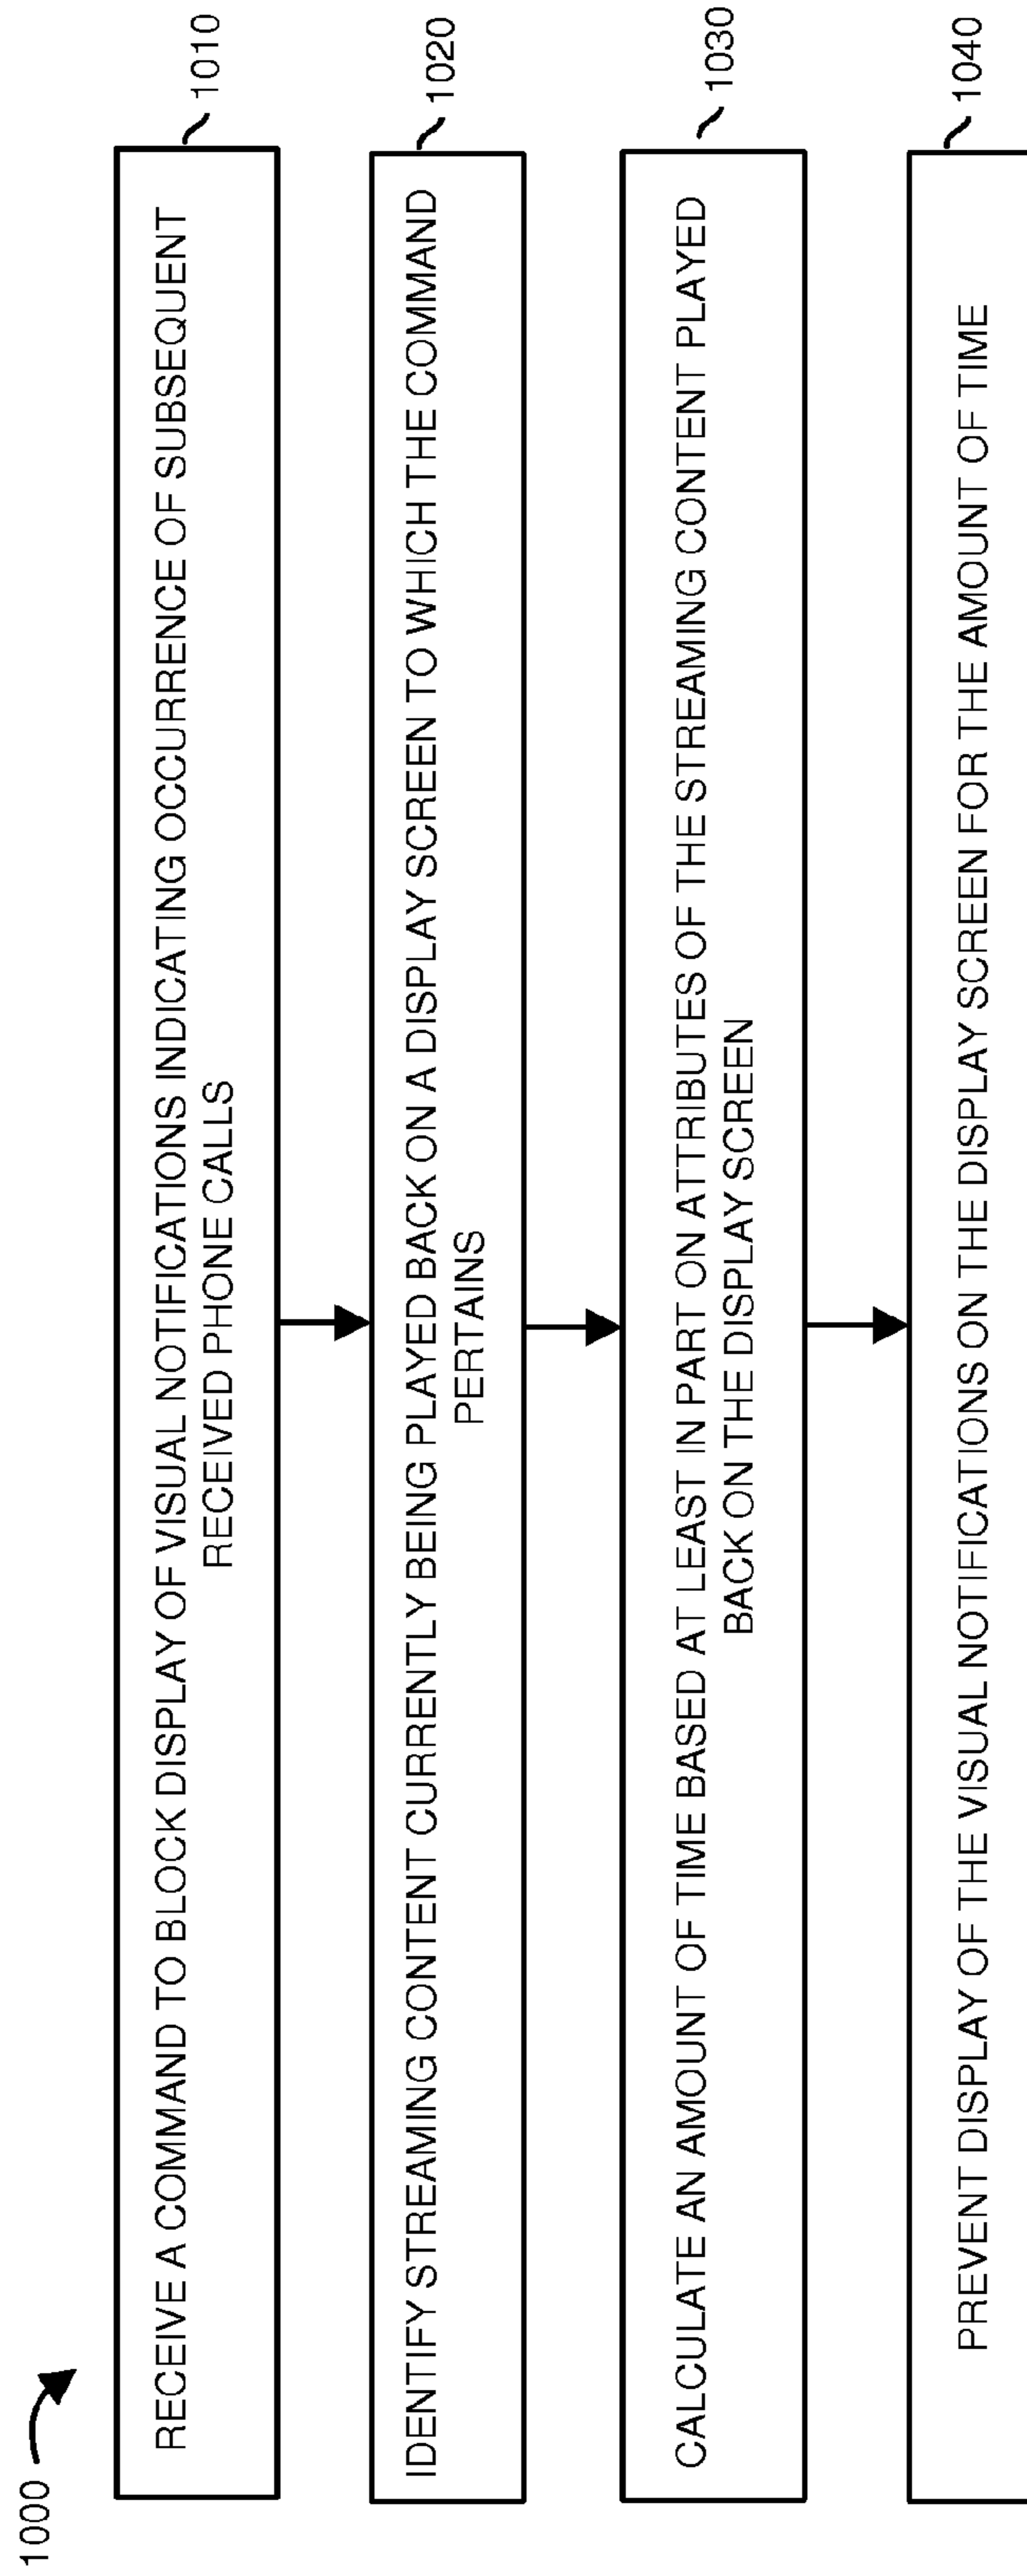 1000
RECEIVE A COMMAND TO BLOCK DISPLAY OF VISUAL NOTIFICATIONS INDICATING OCCURRENCE OF SUBSEQUENT
RECEIVED PHONE CALLS
1010
IDENTIFY STREAMING CONTENT CURRENTLY BEING PLAYED BACK ON A DISPLAY SCREEN TO WHICH THE COMMAND
PERTAINS
1020
CALCULATE AN AMOUNT OF TIME BASED AT LEAST IN PART ON ATTRIBUTES OF THE STREAMING CONTENT PLAYED
BACK ON THE DISPLAY SCREEN
1030
PREVENT DISPLAY OF THE VISUAL NOTIFICATIONS ON THE DISPLAY SCREEN FOR THE AMOUNT OF TIME
1040